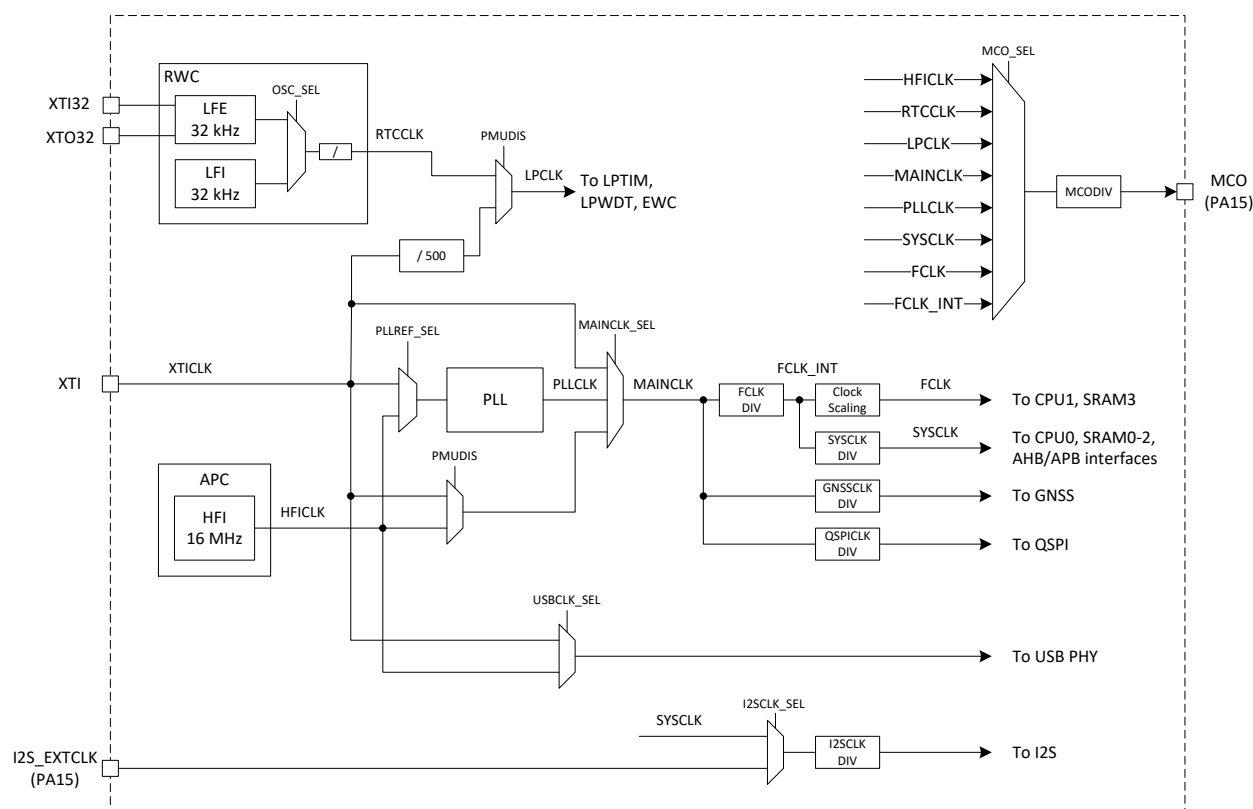 MCO_SEL
HFICLK
RTCCLK
LPCLK
MAINCLK
PLLCLK
SYSCLK
FCLK
FCLK_INT
MCODIV
MCO
(PA15)
RWC
XTI32
XTO32
LFE
32 kHz
LFI
32 kHz
OSC_SEL
/
RTCCLK
PMUDIS
LPCLK
To LPTIM,
LPWDT, EWC
/ 500
PLLREF_SEL
MAINCLK_SEL
XTI
XTICLK
PLL
PLLCLK
MAINCLK
FCLK
DIV
FCLK_INT
Clock
Scaling
FCLK
To CPU1, SRAM3
SYSCLK
DIV
SYSCLK
To CPU0, SRAM0-2,
AHB/APB interfaces
GNSSCLK
DIV
To GNSS
QSPICLK
DIV
To QSPI
APC
HFI
16 MHz
HFICLK
PMUDIS
USBCLK_SEL
To USB PHY
SYSCLK
I2SCLK_SEL
I2SCLK
DIV
To I2S
I2S_EXTCLK
(PA15)